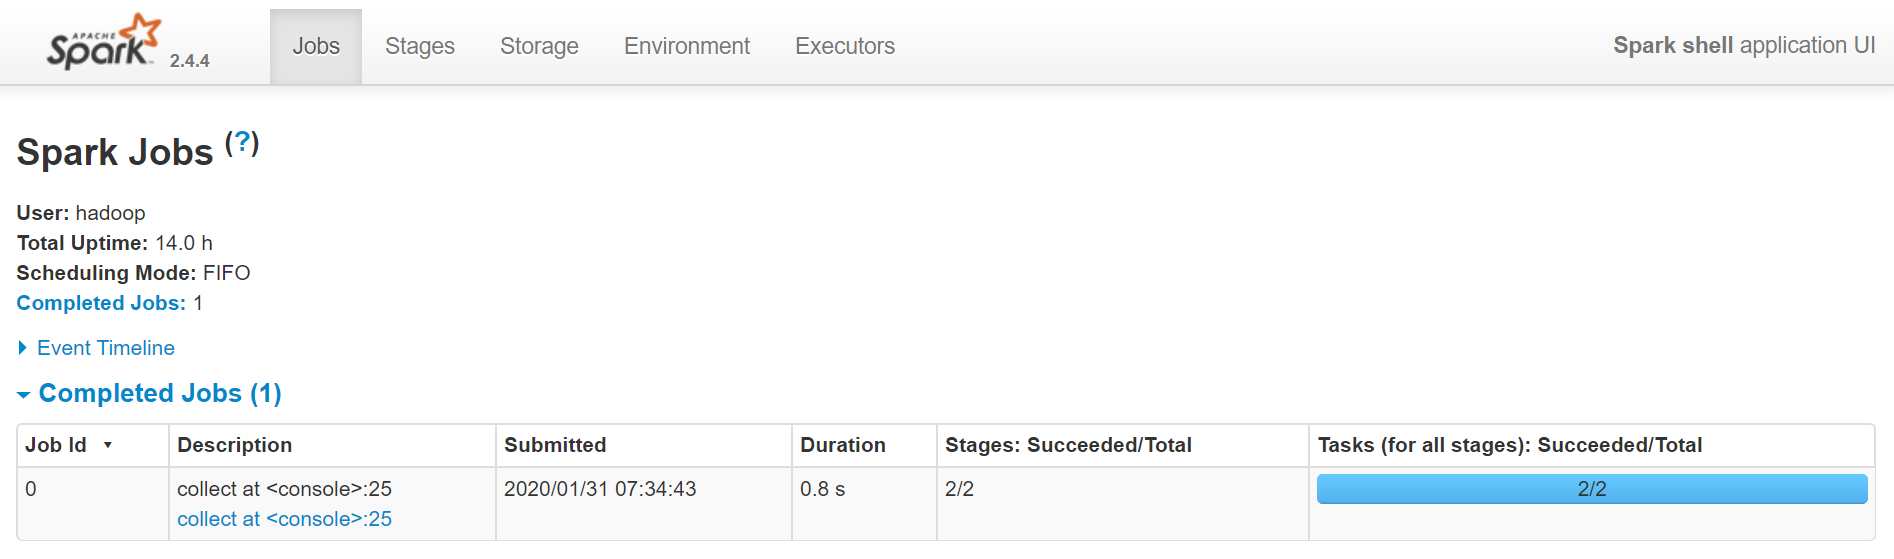 APACHE Spark 2.4.4 Jobs Stages Storage Environment Executors Spark shell application UI
Spark Jobs (?)
User: hadoop
Total Uptime: 14.0 h
Scheduling Mode: FIFO
Completed Jobs: 1
Event Timeline
Completed Jobs (1)
Job Id ▾ Description Submitted Duration Stages: Succeeded/Total Tasks (for all stages): Succeeded/Total
0 collect at <console>:25 2020/01/31 07:34:43 0.8 s 2/2 2/2
collect at <console>:25